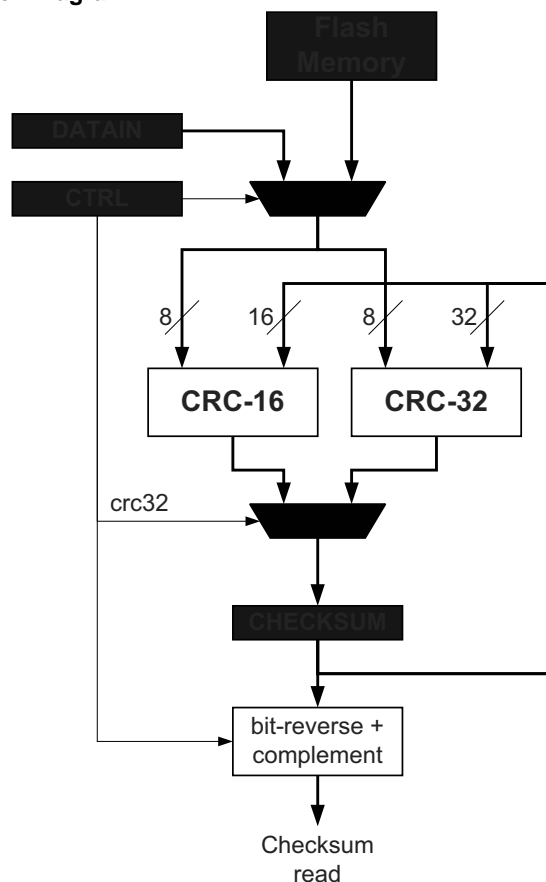 Flash
Memory
DATAIN
CTRL
8
16
8
32
CRC-16
CRC-32
crc32
CHECKSUM
bit-reverse +
complement
Checksum
read